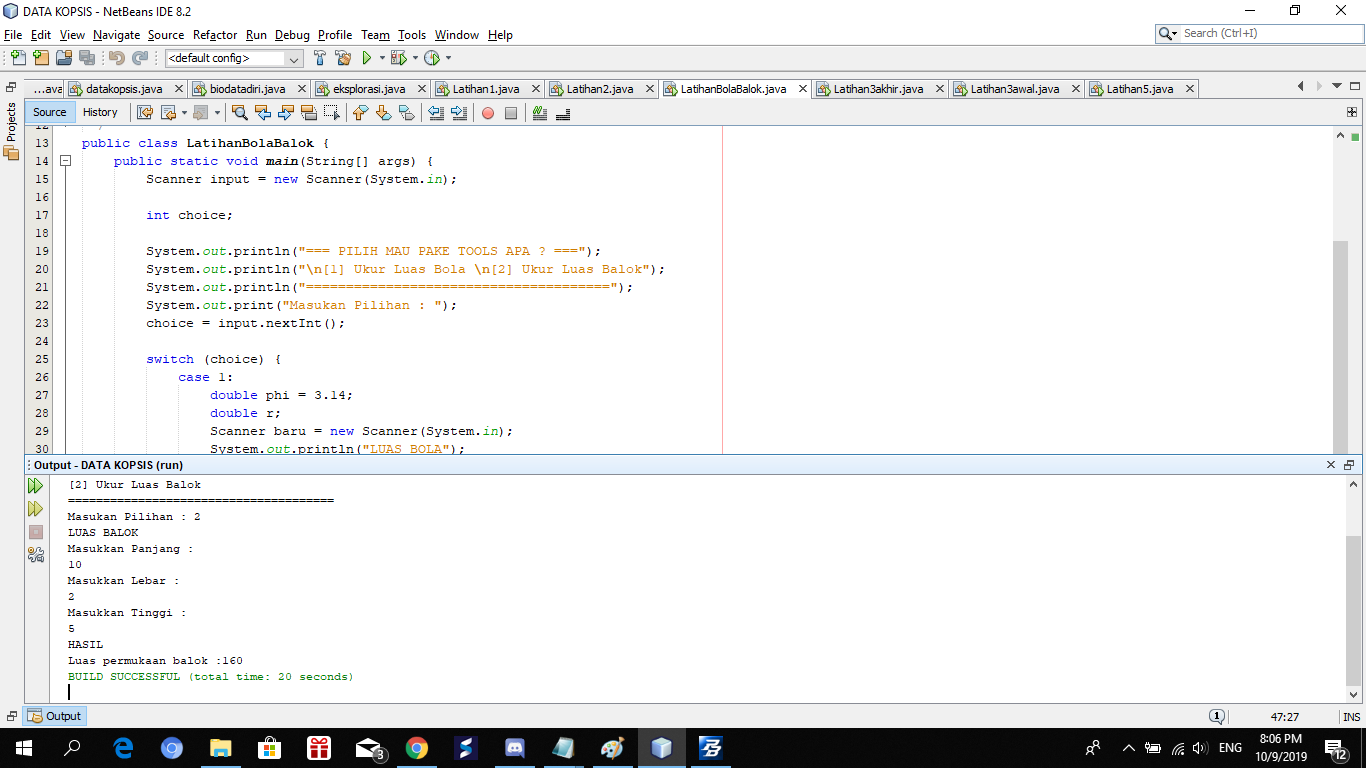 DATA KOPSIS - NetBeans IDE 8.2
File Edit View Navigate Source Refactor Run Debug Profile Team Tools Window Help
Search (Ctrl+I)
<default config>
...ava datakopsis.java biodatadiri.java eksplorasi.java Latihan1.java Latihan2.java LatihanBolaBalok.java Latihan3akhir.java Latihan3awal.java Latihan5.java
Projects
Source History
12 */
13 public class LatihanBolaBalok {
14 public static void main(String[] args) {
15 Scanner input = new Scanner(System.in);
16
17 int choice;
18
19 System.out.println("=== PILIH MAU PAKE TOOLS APA ? ===");
20 System.out.println("\n[1] Ukur Luas Bola \n[2] Ukur Luas Balok");
21 System.out.println("======================================");
22 System.out.print("Masukan Pilihan : ");
23 choice = input.nextInt();
24
25 switch (choice) {
26 case 1:
27 double phi = 3.14;
28 double r;
29 Scanner baru = new Scanner(System.in);
30 System.out.println("LUAS BOLA");
Output - DATA KOPSIS (run)
[2] Ukur Luas Balok
======================================
Masukan Pilihan : 2
LUAS BALOK
Masukkan Panjang :
10
Masukkan Lebar :
2
Masukkan Tinggi :
5
HASIL
Luas permukaan balok :160
BUILD SUCCESSFUL (total time: 20 seconds)
Output
1
47:27
INS
3
ENG
8:06 PM
10/9/2019
12